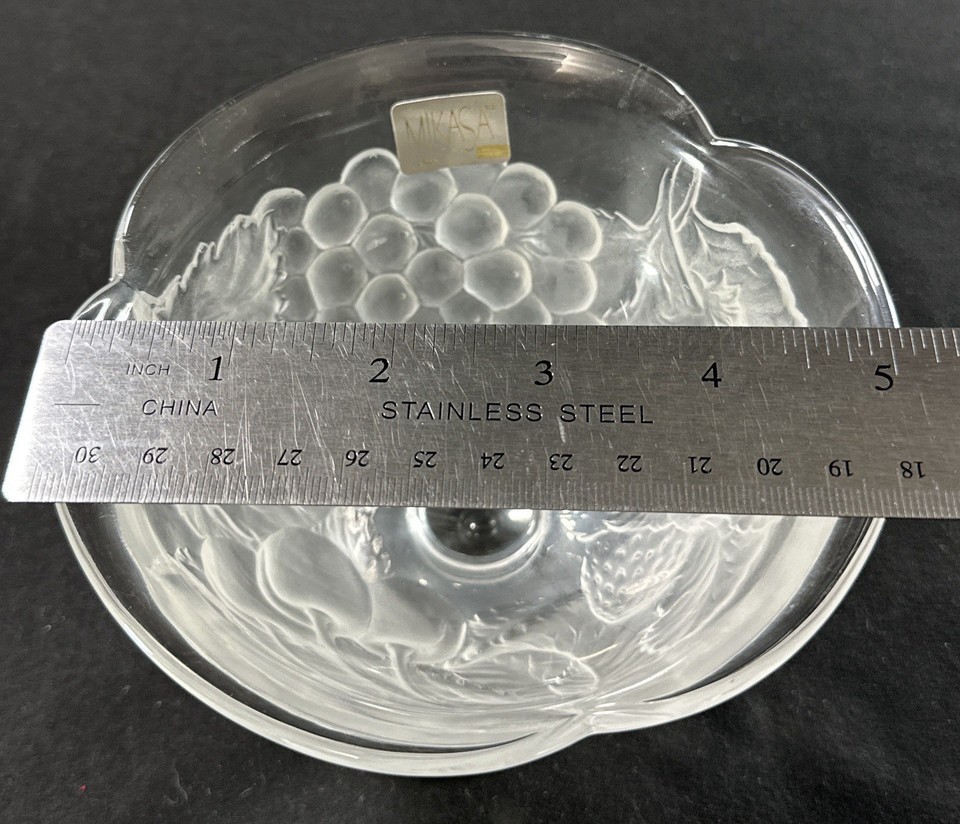 MIKASA
1 2 3 4 5
INCH
CHINA STAINLESS STEEL
30 29 28 27 26 25 24 23 22 21 20 19 18